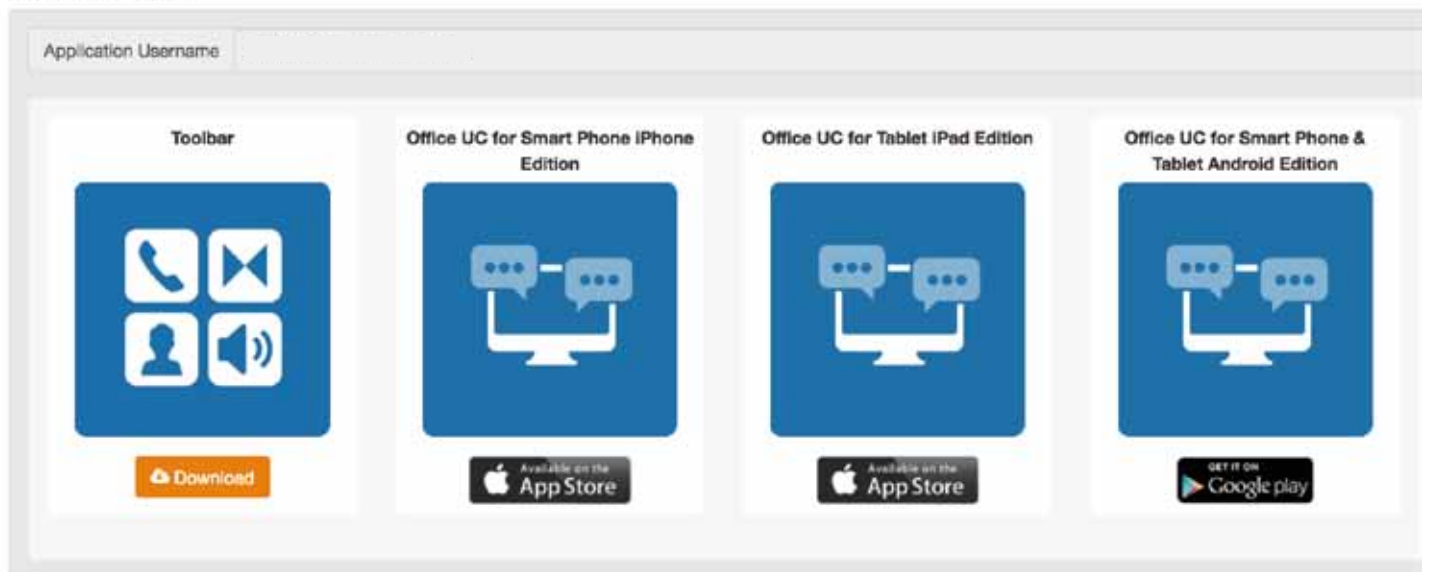 Application Username
Toolbar
Office UC for Smart Phone iPhone
Edition
Office UC for Tablet iPad Edition
Office UC for Smart Phone &
Tablet Android Edition
Download
Available on the
App Store
Available on the
App Store
GET IT ON
Google play